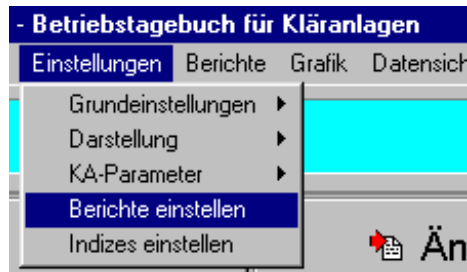 - Betriebstagebuch für Kläranlagen
Einstellungen Berichte Grafik Datensich
Grundeinstellungen
Darstellung
KA-Parameter
Berichte einstellen
Indizes einstellen
Än